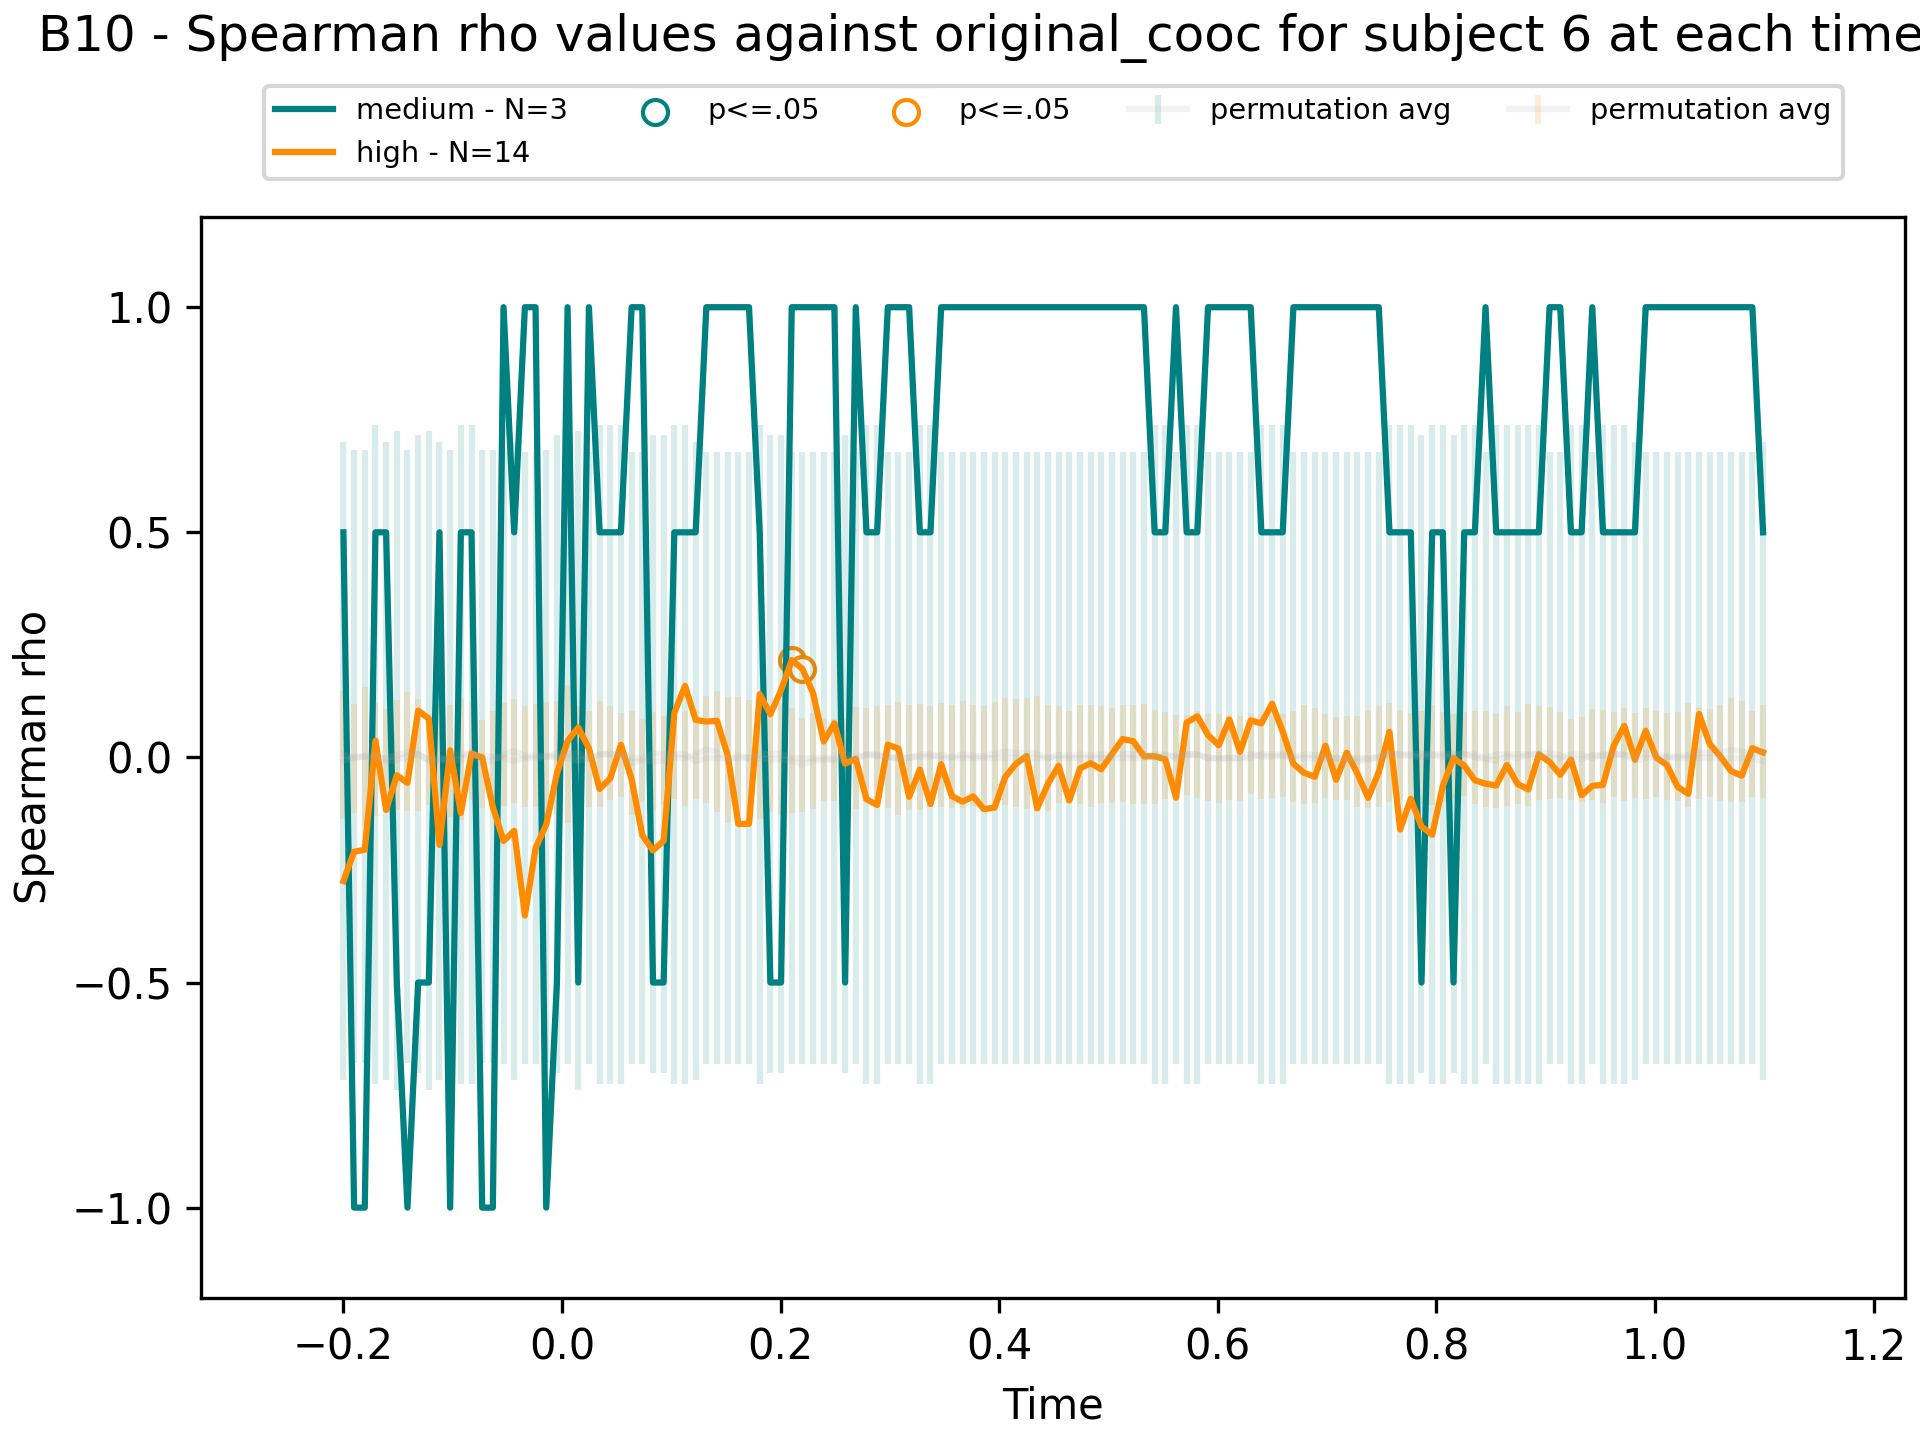 B10 - Spearman rho values against original_cooc for subject 6 at each time
medium - N=3
high - N=14
p<=.05
p<=.05
permutation avg
permutation avg
Spearman rho
1.0
0.5
0.0
−0.5
−1.0
−0.2 0.0 0.2 0.4 0.6 0.8 1.0 1.2
Time